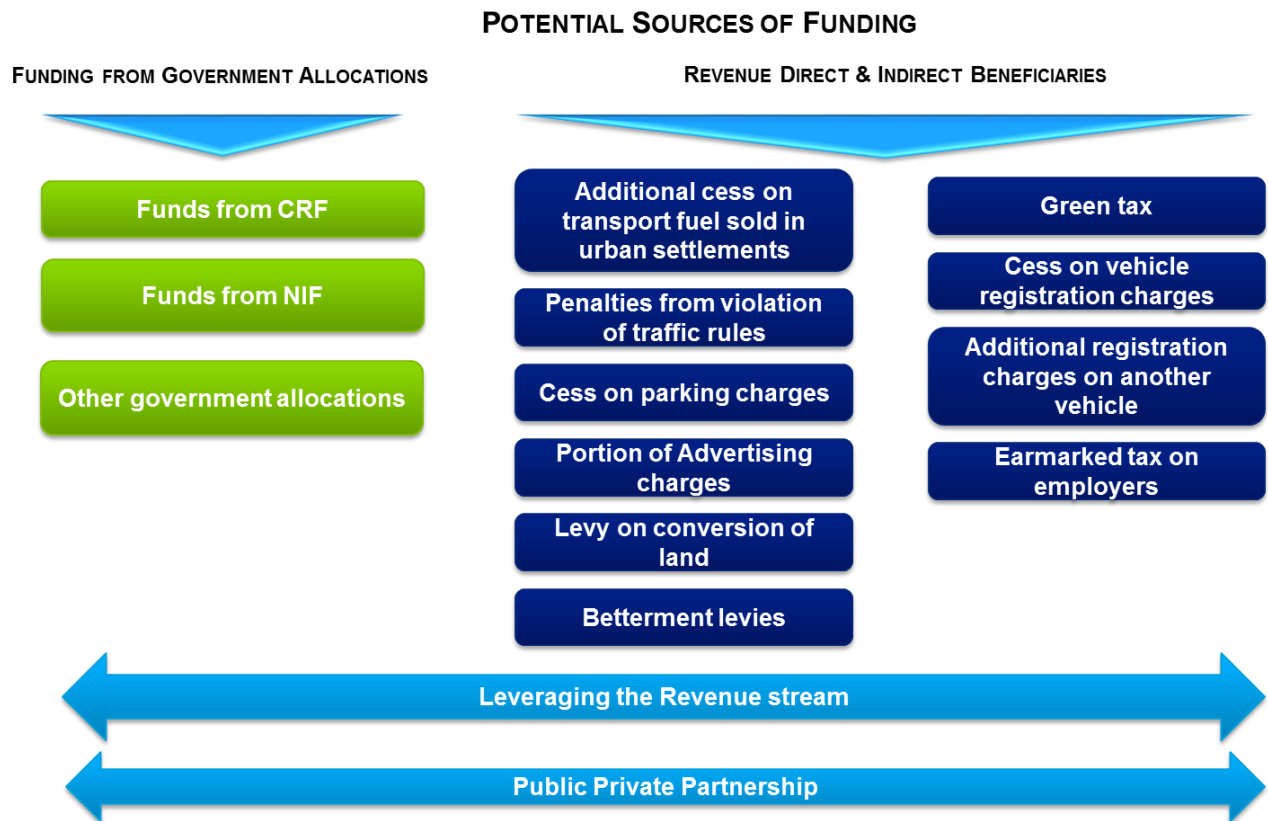 POTENTIAL SOURCES OF FUNDING
FUNDING FROM GOVERNMENT ALLOCATIONS
REVENUE DIRECT & INDIRECT BENEFICIARIES
Funds from CRF
Funds from NIF
Other government allocations
Additional cess on
transport fuel sold in
urban settlements
Penalties from violation
of traffic rules
Cess on parking charges
Portion of Advertising
charges
Levy on conversion of
land
Betterment levies
Green tax
Cess on vehicle
registration charges
Additional registration
charges on another
vehicle
Earmarked tax on
employers
Leveraging the Revenue stream
Public Private Partnership